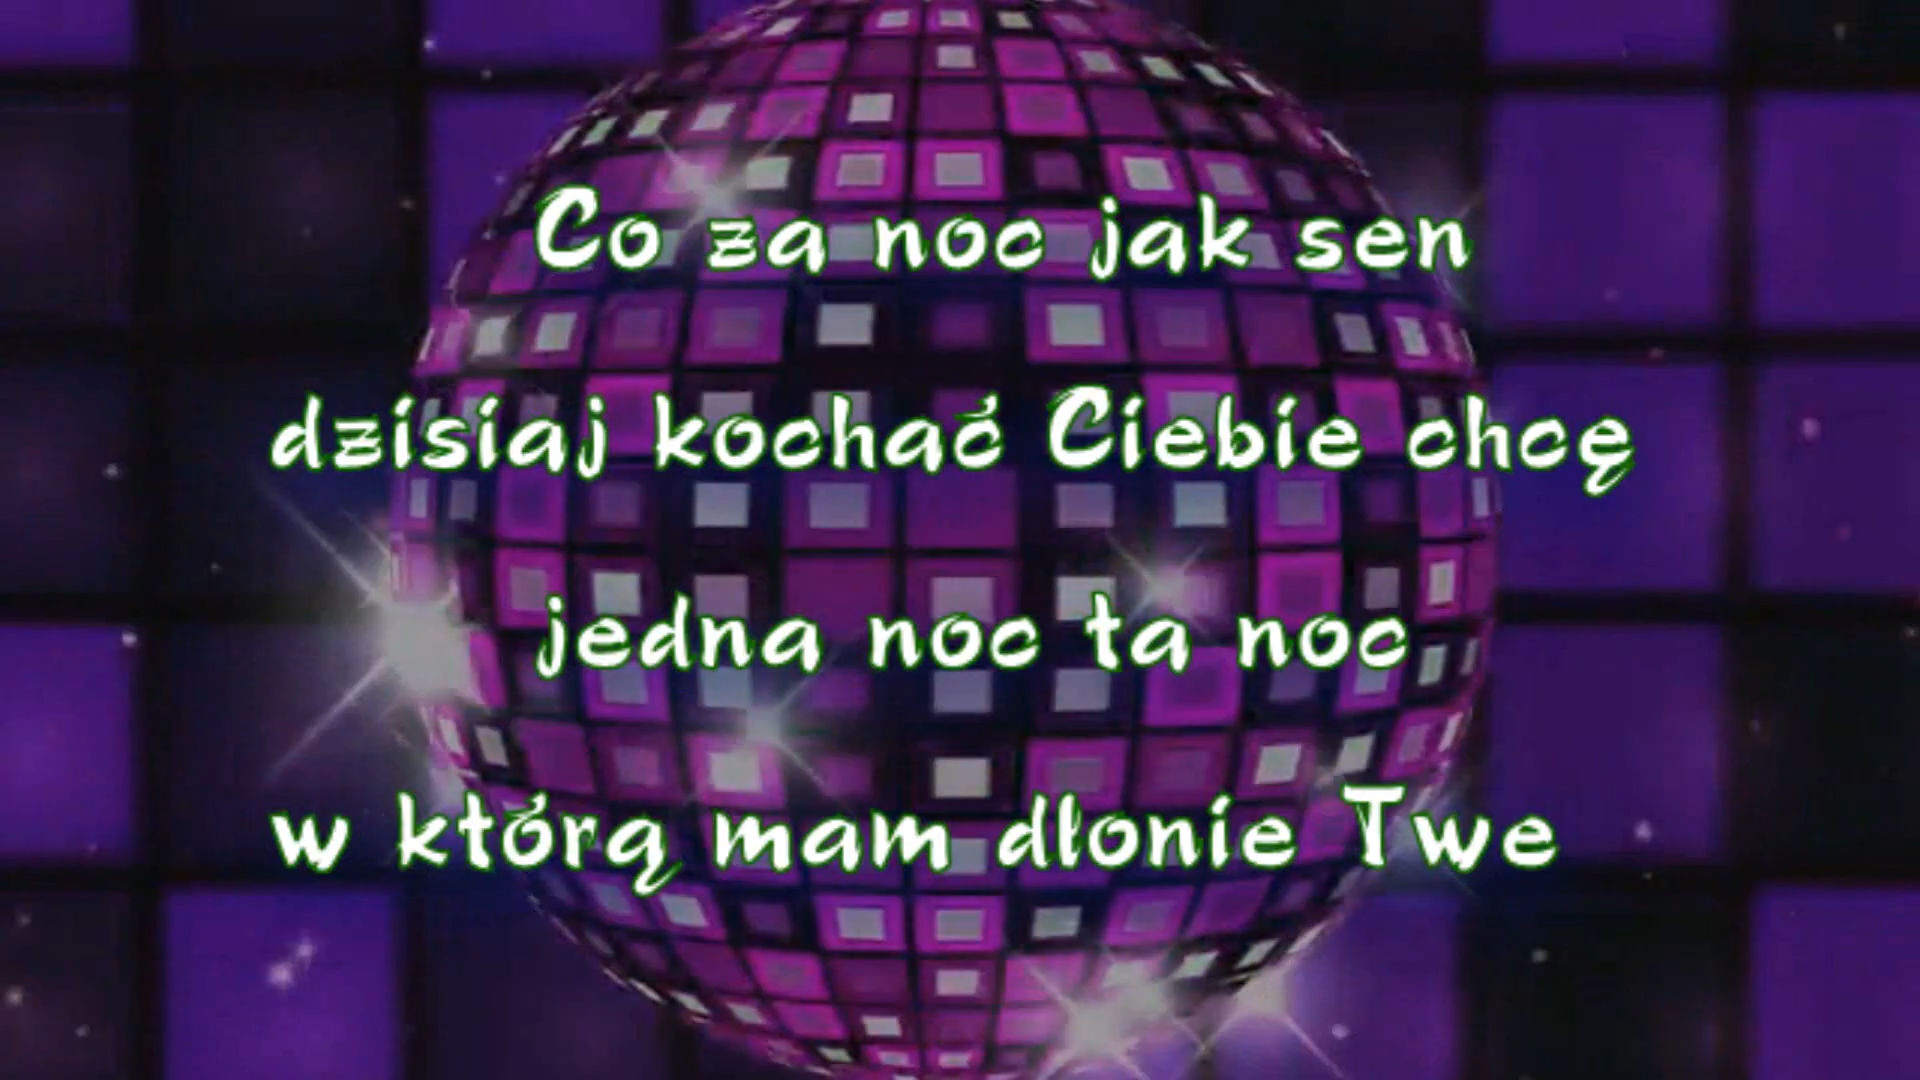 Co za noc jak sen
dzisiaj kochać Ciebie chcę
jedna noc ta noc
w którą mam dłonie Twe